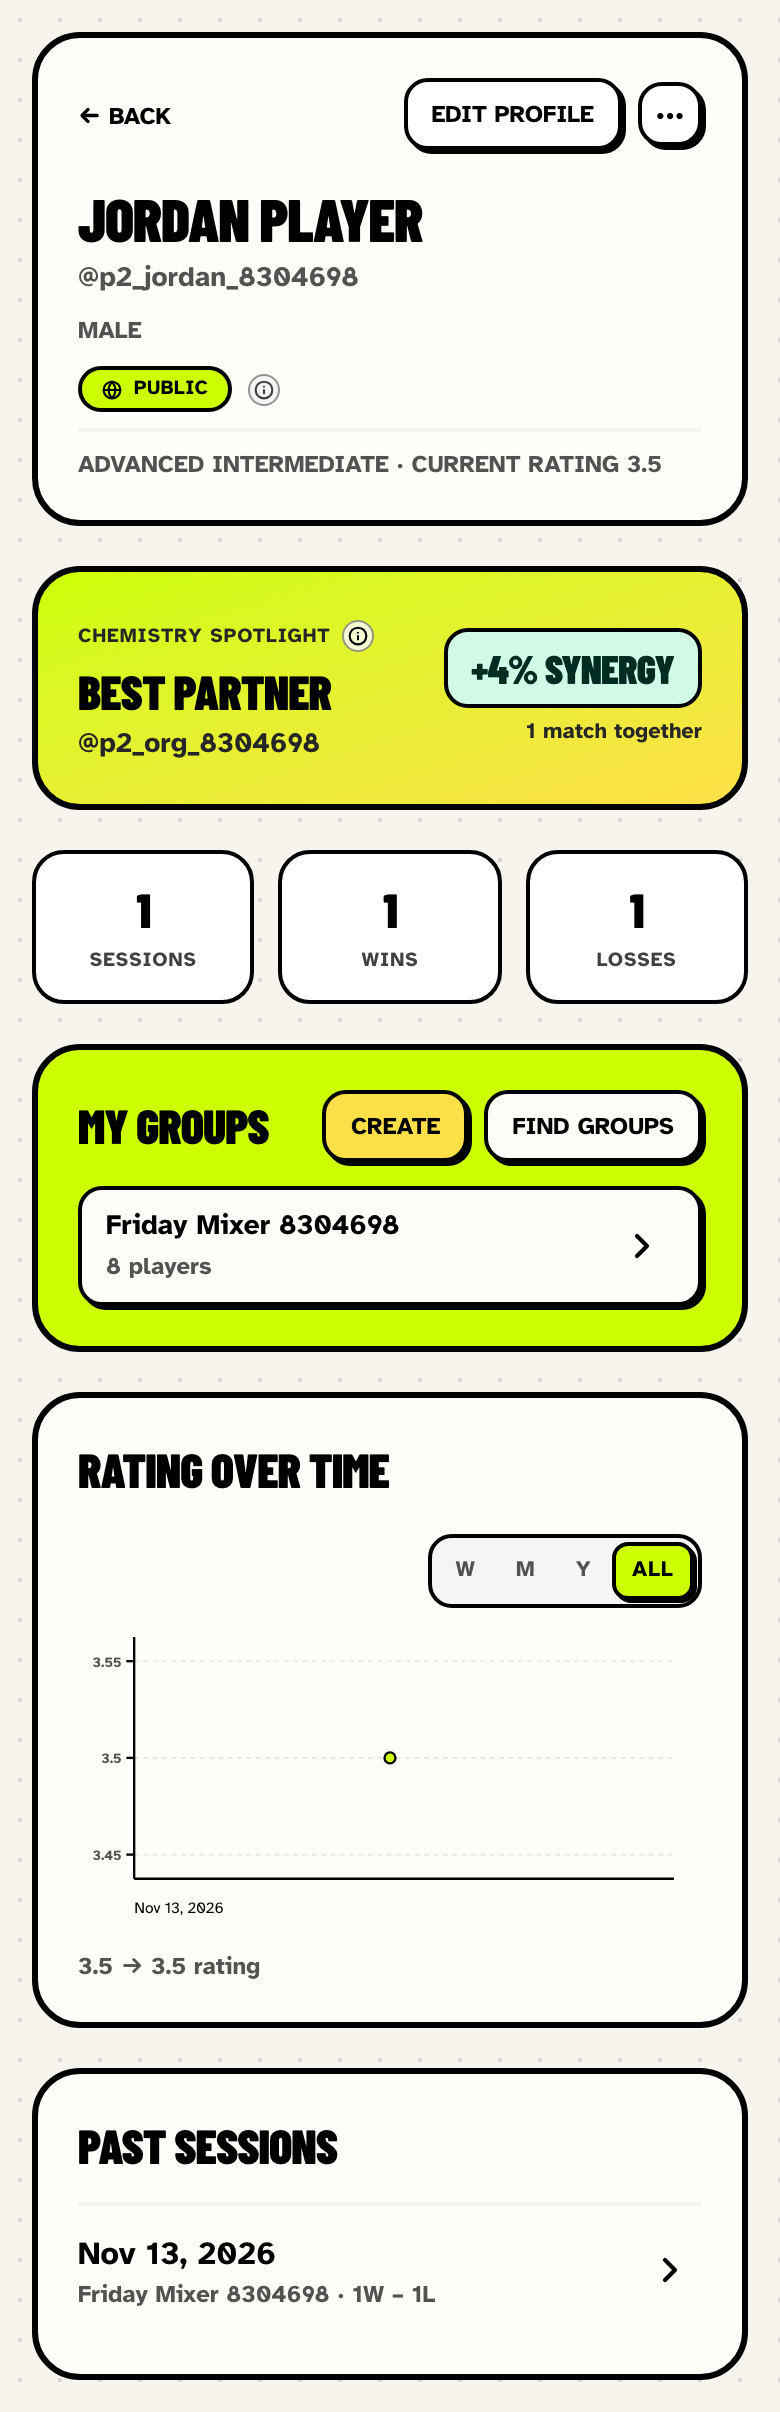 ← BACK
EDIT PROFILE
...
JORDAN PLAYER
@p2_jordan_8304698
MALE
PUBLIC
ADVANCED INTERMEDIATE · CURRENT RATING 3.5
CHEMISTRY SPOTLIGHT
BEST PARTNER
@p2_org_8304698
+4% SYNERGY
1 match together
1
SESSIONS
1
WINS
1
LOSSES
MY GROUPS
CREATE
FIND GROUPS
Friday Mixer 8304698
8 players
RATING OVER TIME
W M Y ALL
3.55
3.5
3.45
Nov 13, 2026
3.5 → 3.5 rating
PAST SESSIONS
Nov 13, 2026
Friday Mixer 8304698 · 1W – 1L